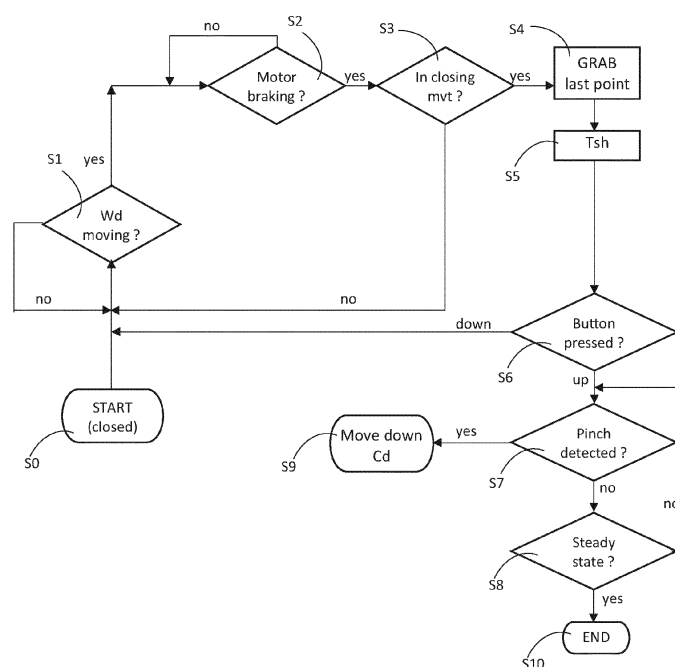 no
S2
S3
S4
Motor
braking ?
yes
In closing
mvt ?
yes
GRAB
last point
Tsh
S5
S1
yes
Wd
moving ?
no
no
down
Button
pressed ?
S6
up
START
(closed)
S0
Move down
Cd
S9
yes
Pinch
detected ?
S7
no
no
Steady
state ?
S8
yes
END
S10